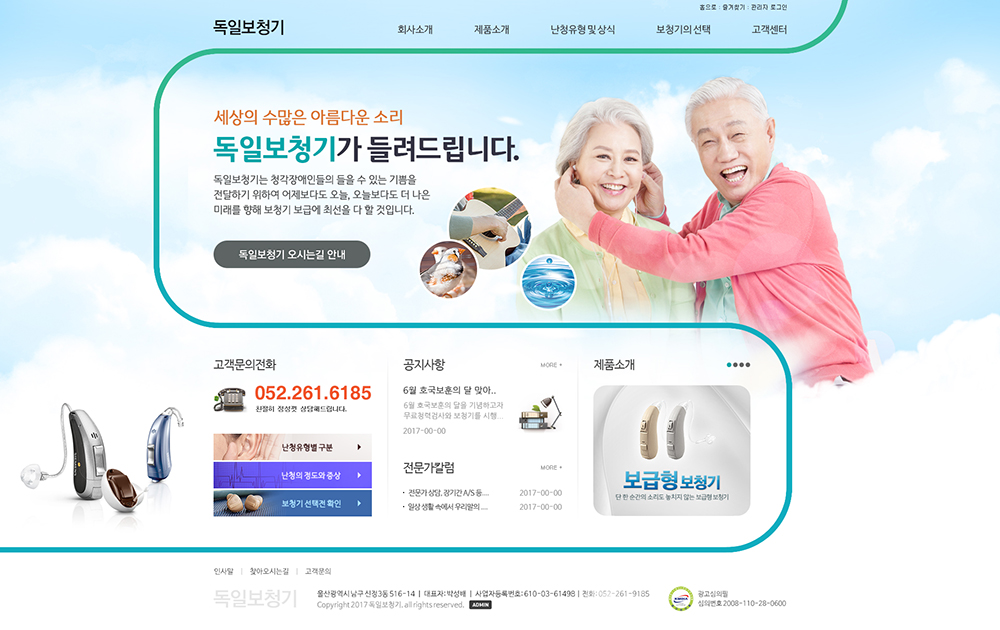 홈으로 : 즐겨찾기 : 관리자 로그인
독일보청기
회사소개 제품소개 난청유형 및 상식 보청기의 선택 고객센터
세상의 수많은 아름다운 소리
독일보청기가 들려드립니다.
독일보청기는 청각장애인들의 들을 수 있는 기쁨을
전달하기 위하여 어제보다도 오늘, 오늘보다도 더 나은
미래를 향해 보청기 보급에 최선을 다 할 것입니다.
독일보청기 오시는길 안내
고객문의전화
052.261.6185
친절히 정성껏 상담해드립니다.
난청유형별 구분
난청의 정도와 증상
보청기 선택전 확인
공지사항 MORE +
6월 호국보훈의 달 맞아..
6월 호국보훈의 달을 기념하고자
무료청력검사와 보청기를 시행...
2017-00-00
전문가칼럼 MORE +
· 전문가 상담, 장기간 A/S 등.... 2017-00-00
· 일상 생활 속에서 우리말의 .... 2017-00-00
제품소개
보급형 보청기
단 한 순간의 소리도 놓치지 않는 보급형 보청기
인사말 | 찾아오시는길 | 고객문의
독일보청기
울산광역시 남구 신정3동 516-14 | 대표자: 박성배 | 사업자등록번호: 610-03-61498 | 전화: 052-261-9185
Copyright 2017 독일보청기. all rights reserved. ADMIN
광고심의필
심의번호 2008-110-28-0600